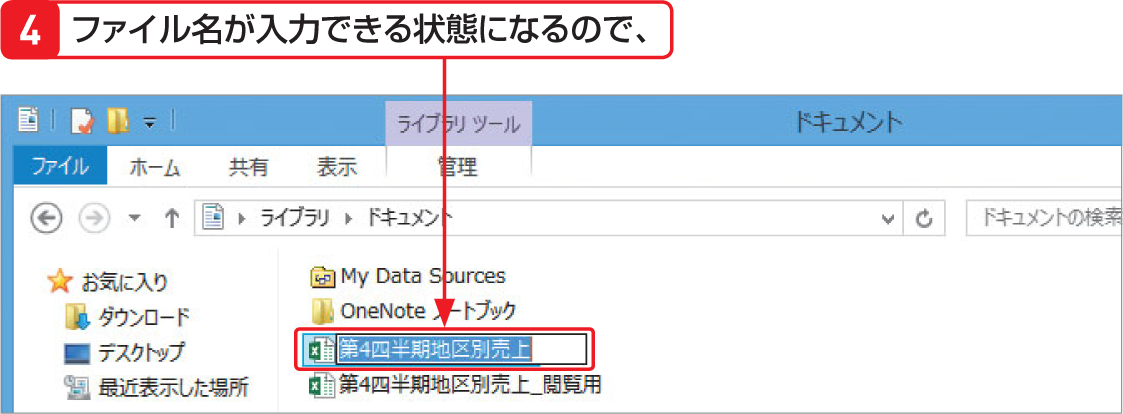 4 ファイル名が入力できる状態になるので、
ライブラリ ツール
ドキュメント
ファイル ホーム 共有 表示 管理
ライブラリ ドキュメント
ドキュメントの検索
お気に入り
ダウンロード
デスクトップ
最近表示した場所
My Data Sources
OneNote ノートブック
第4四半期地区別売上
第4四半期地区別売上_閲覧用